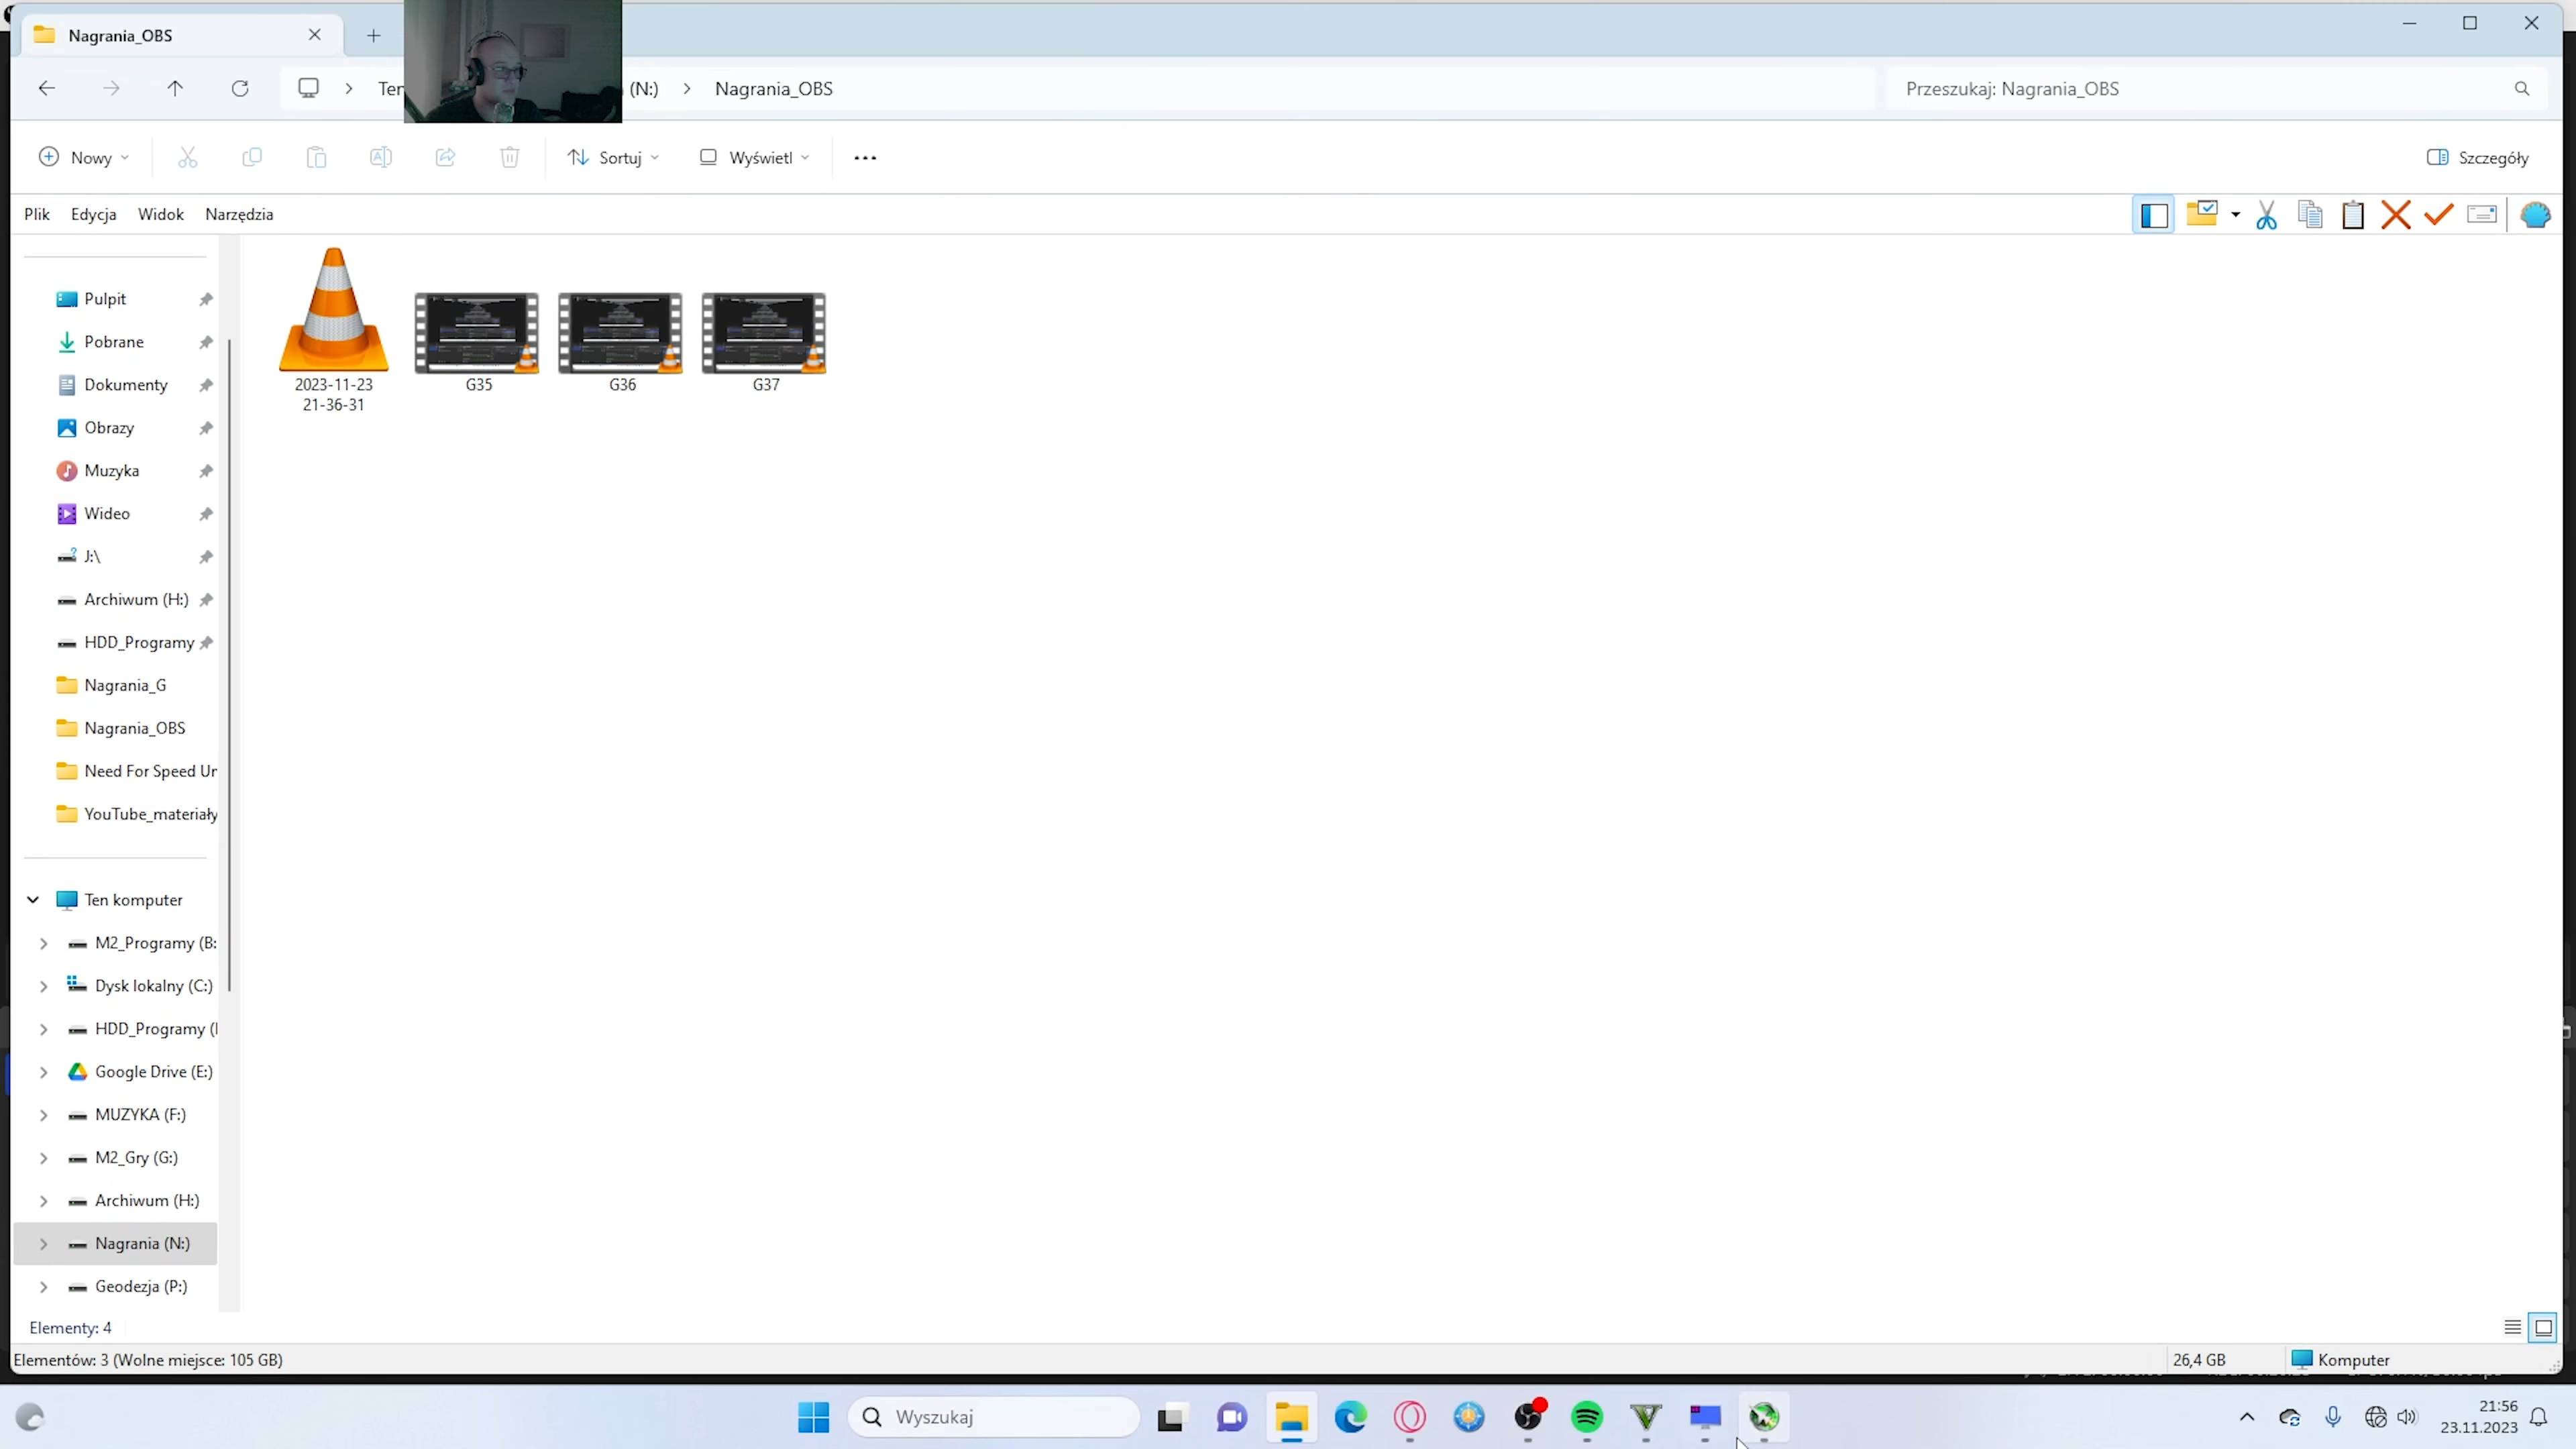 Nagrania_OBS
(N:)
Nagrania_OBS
Przeszukaj: Nagrania_OBS
Nowy
Sortuj
Wyświetl
Szczegóły
Plik
Edycja
Widok
Narzędzia
Pulpit
Pobrane
Dokumenty
Obrazy
Muzyka
Wideo
J:\
Archiwum (H:)
HDD_Programy
Nagrania_G
Nagrania_OBS
Need For Speed Ur
YouTube_materiały
Ten komputer
M2_Programy (B:
Dysk lokalny (C:)
HDD_Programy (
Google Drive (E:)
MUZYKA (F:)
M2_Gry (G:)
Archiwum (H:)
Nagrania (N:)
Geodezja (P:)
2023-11-23
21-36-31
G35
G36
G37
Elementy: 4
Elementów: 3 (Wolne miejsce: 105 GB)
26,4 GB
Komputer
Wyszukaj
21:56
23.11.2023